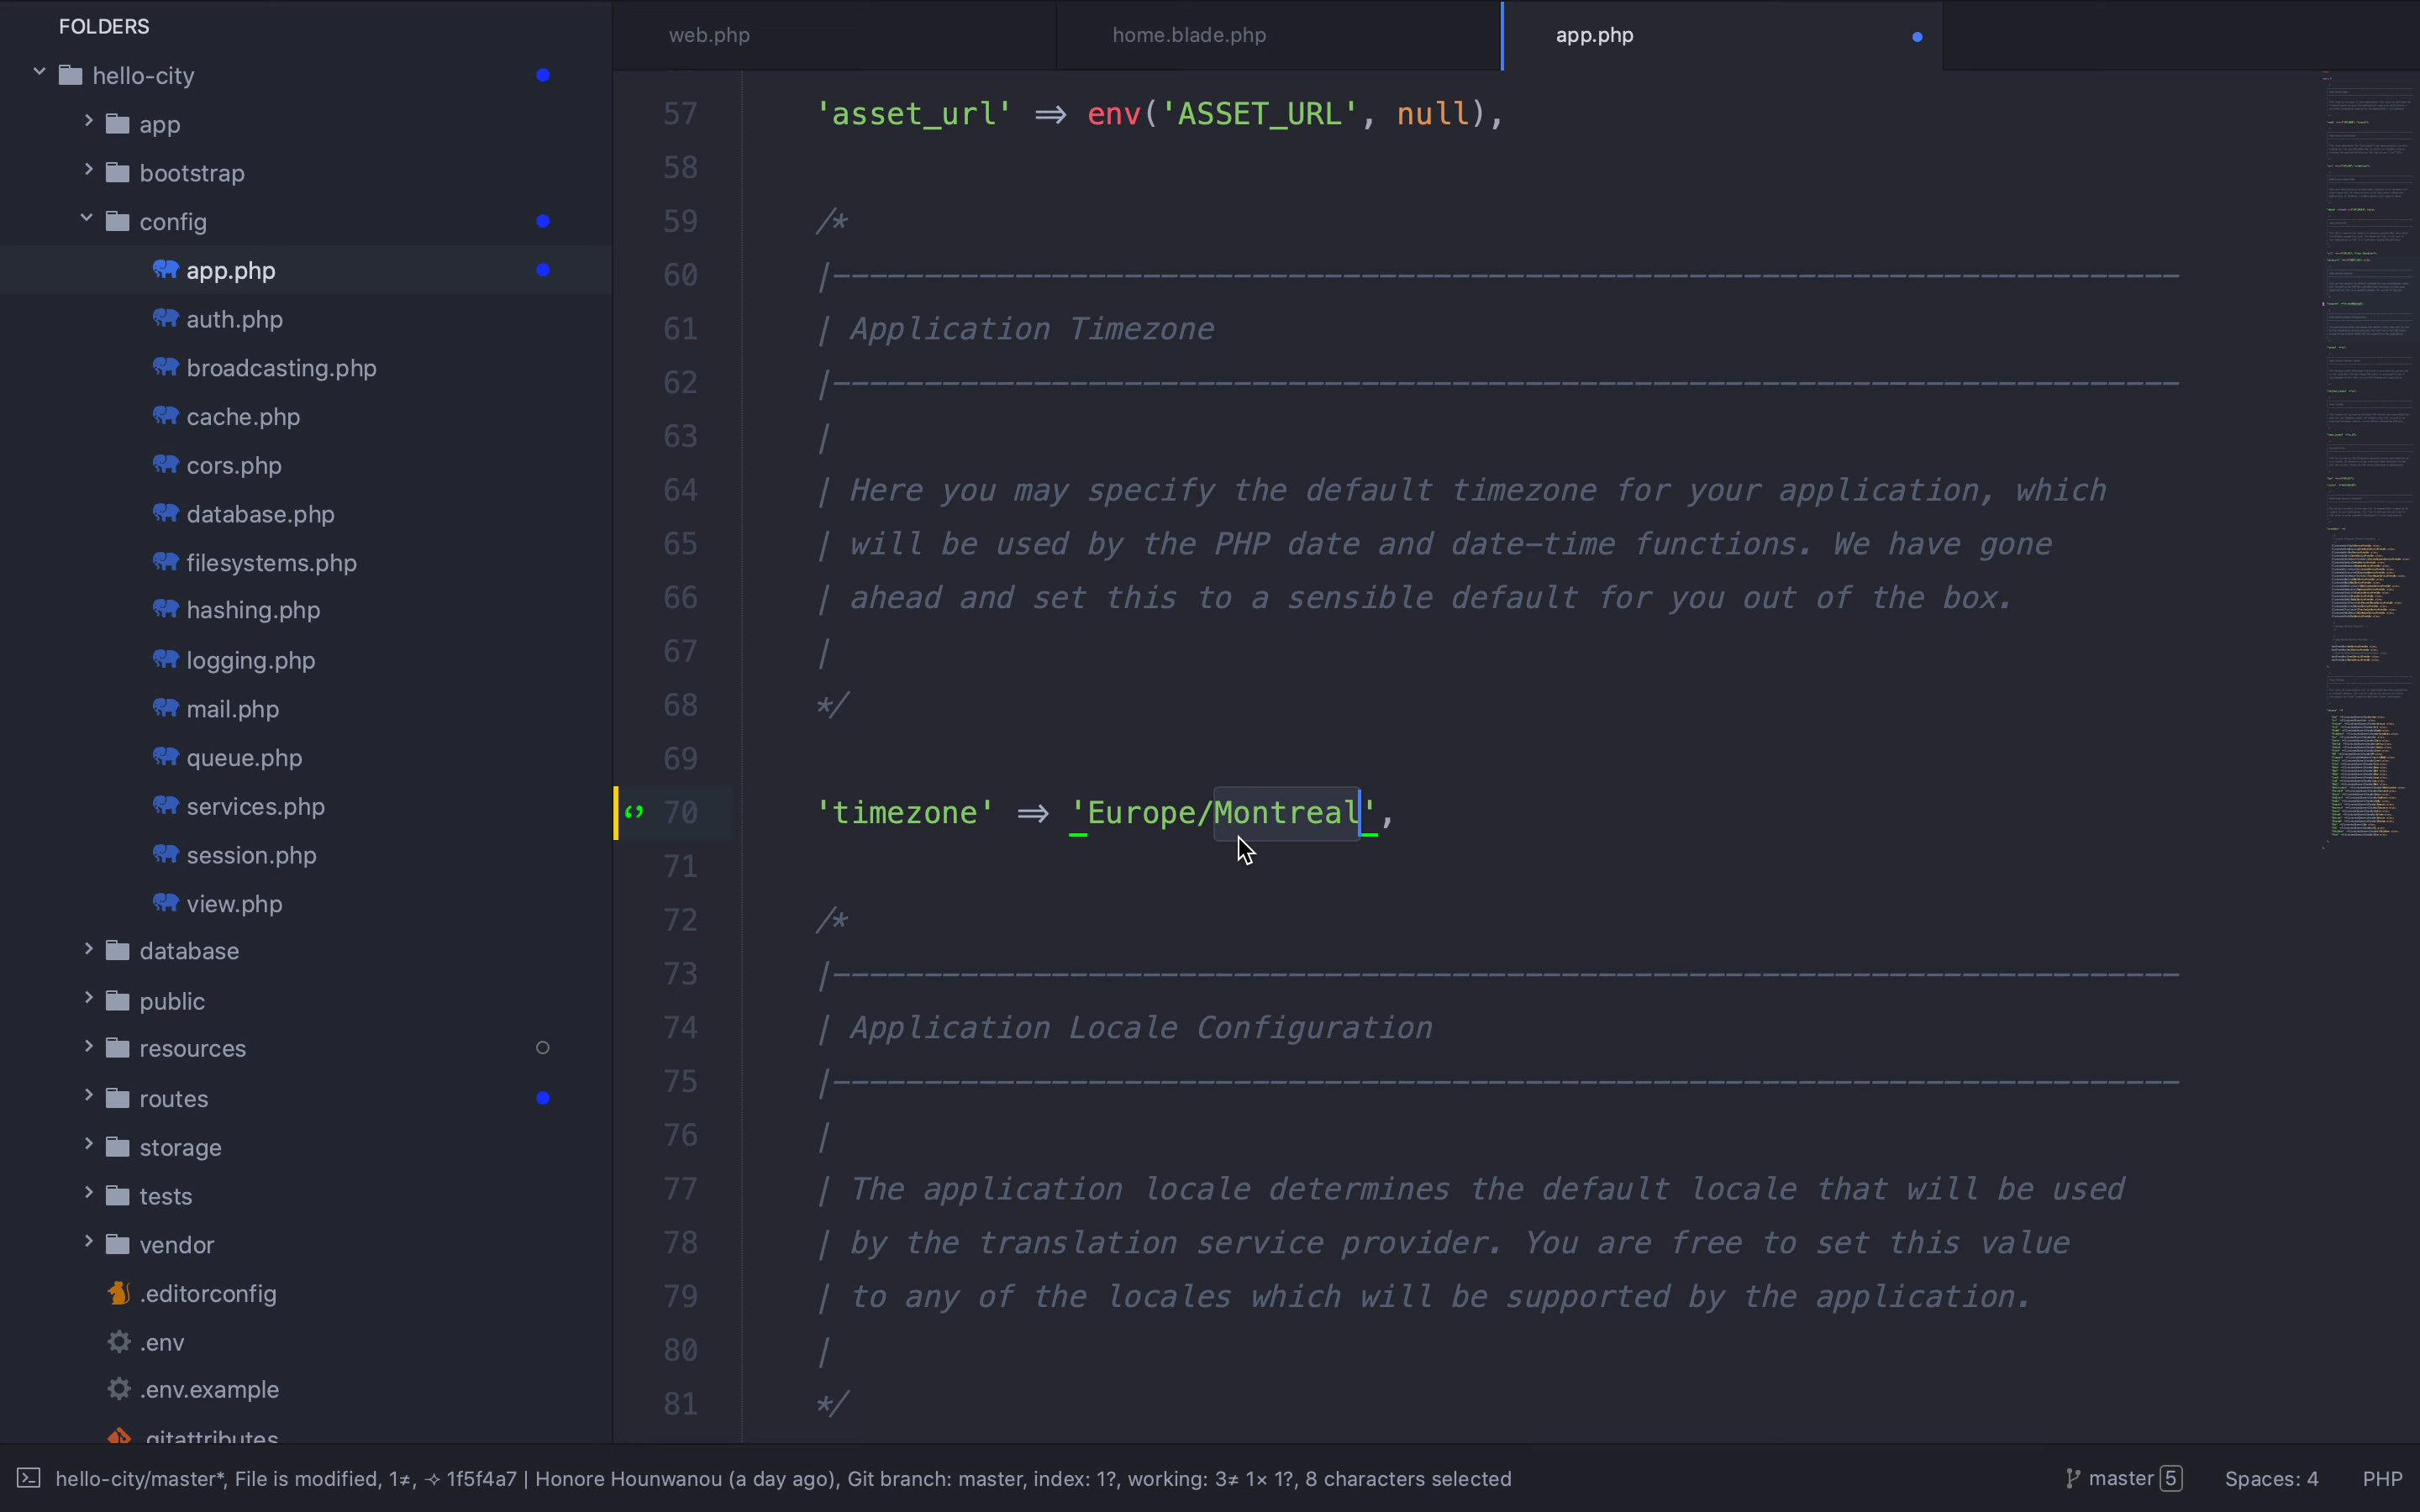 FOLDERS
hello-city
app
bootstrap
config
app.php
auth.php
broadcasting.php
cache.php
cors.php
database.php
filesystems.php
hashing.php
logging.php
mail.php
queue.php
services.php
session.php
view.php
database
public
resources
routes
storage
tests
vendor
.editorconfig
.env
.env.example
.gitattributes
web.php home.blade.php app.php
57 'asset_url' => env('ASSET_URL', null),
58
59 /*
60 |--------------------------------------------------------------------------
61 | Application Timezone
62 |--------------------------------------------------------------------------
63 |
64 | Here you may specify the default timezone for your application, which
65 | will be used by the PHP date and date-time functions. We have gone
66 | ahead and set this to a sensible default for you out of the box.
67 |
68 */
69
70 'timezone' => 'Europe/Montreal',
71
72 /*
73 |--------------------------------------------------------------------------
74 | Application Locale Configuration
75 |--------------------------------------------------------------------------
76 |
77 | The application locale determines the default locale that will be used
78 | by the translation service provider. You are free to set this value
79 | to any of the locales which will be supported by the application.
80 |
81 */
hello-city/master*, File is modified, 1≠, ⟢ 1f5f4a7 | Honore Hounwanou (a day ago), Git branch: master, index: 1?, working: 3≠ 1× 1?, 8 characters selected master 5 Spaces: 4 PHP